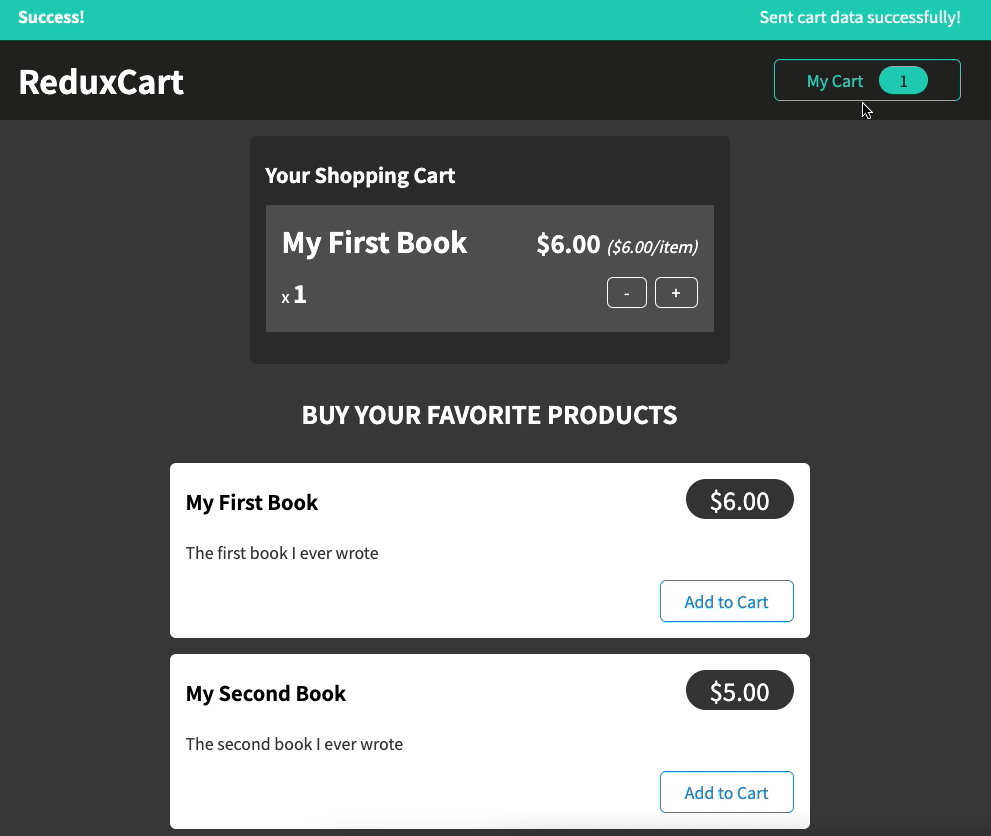 Success! Sent cart data successfully!
ReduxCart My Cart 1
Your Shopping Cart
My First Book $6.00 ($6.00/item)
x 1 - +
BUY YOUR FAVORITE PRODUCTS
My First Book $6.00
The first book I ever wrote
Add to Cart
My Second Book $5.00
The second book I ever wrote
Add to Cart